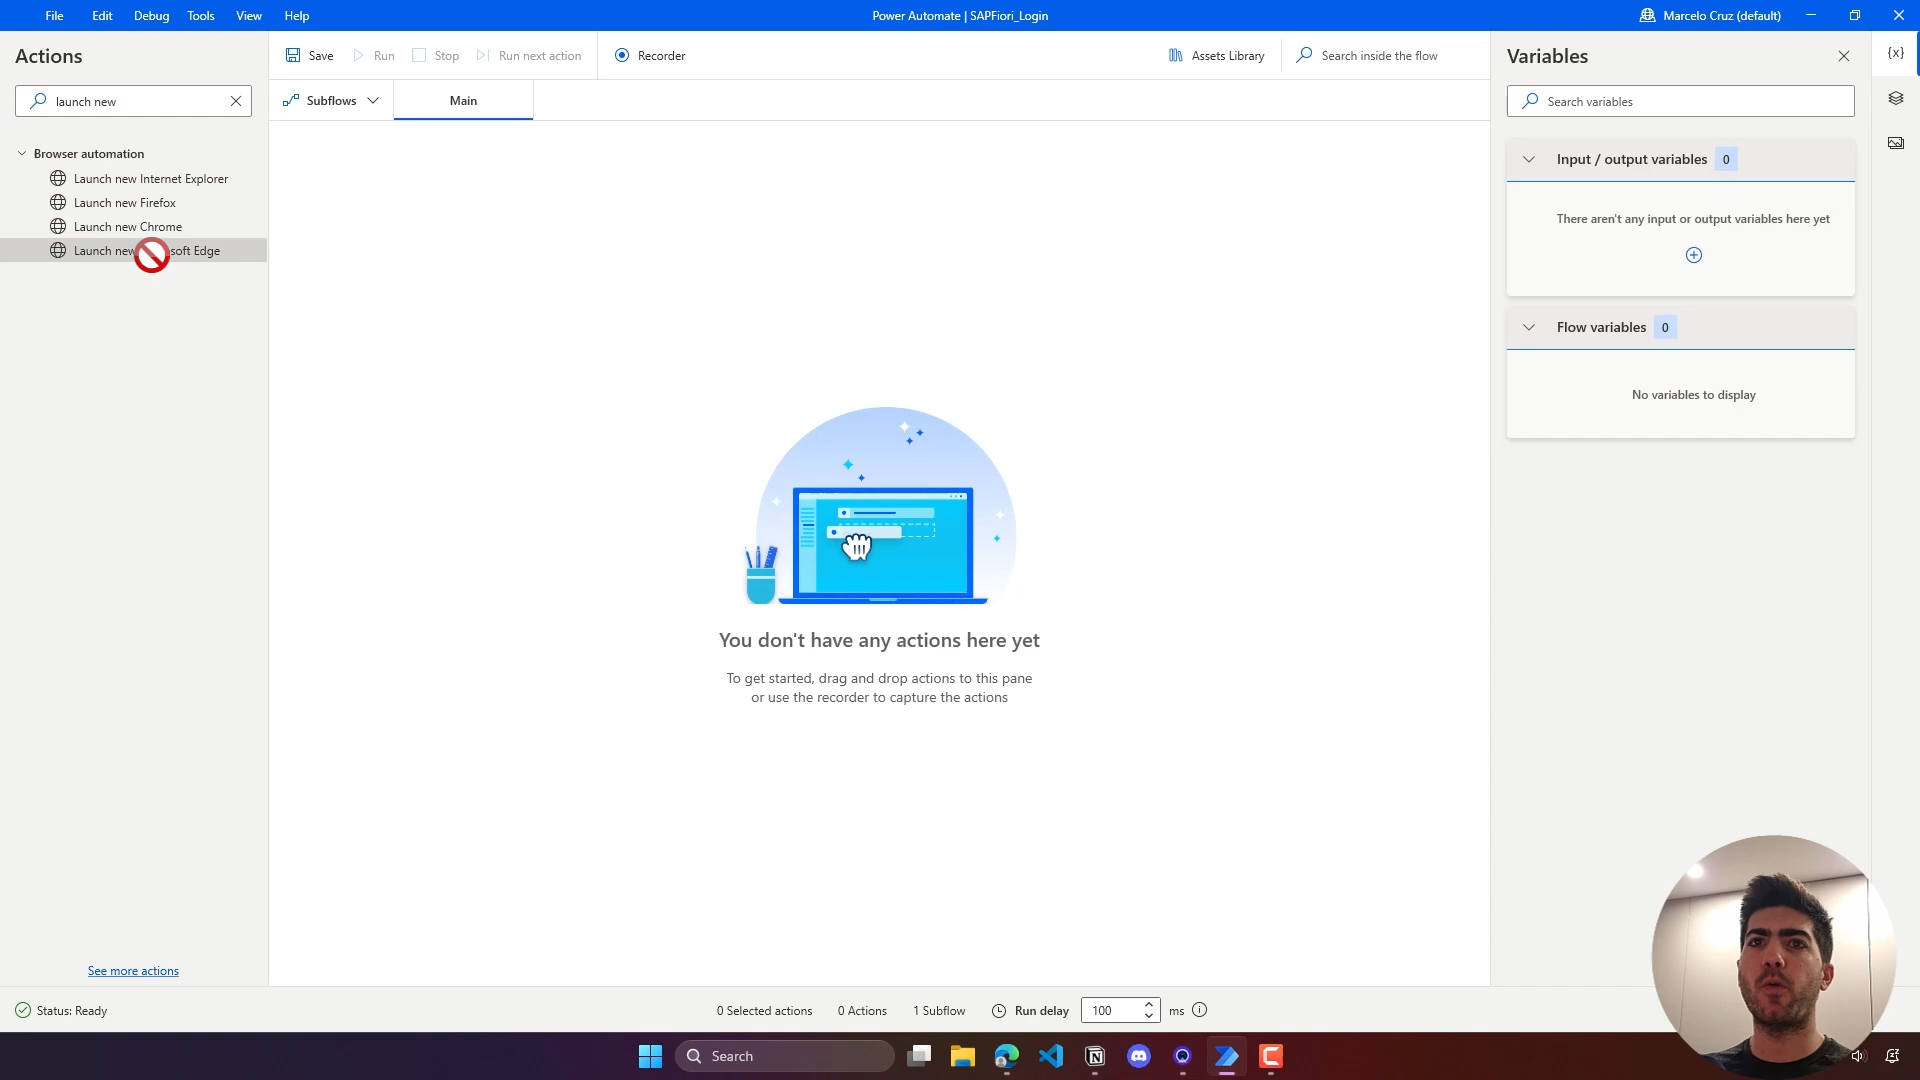 File Edit Debug Tools View Help
Power Automate | SAPFiori_Login
Marcelo Cruz (default)
Actions
Save Run Stop Run next action Recorder
Assets Library Search inside the flow
Variables
{x}
launch new
Subflows Main
Search variables
Browser automation
Launch new Internet Explorer
Launch new Firefox
Launch new Chrome
Launch new soft Edge
Input / output variables 0
There aren't any input or output variables here yet
Flow variables 0
No variables to display
You don't have any actions here yet
To get started, drag and drop actions to this pane
or use the recorder to capture the actions
See more actions
Status: Ready
0 Selected actions 0 Actions 1 Subflow Run delay 100 ms
Search